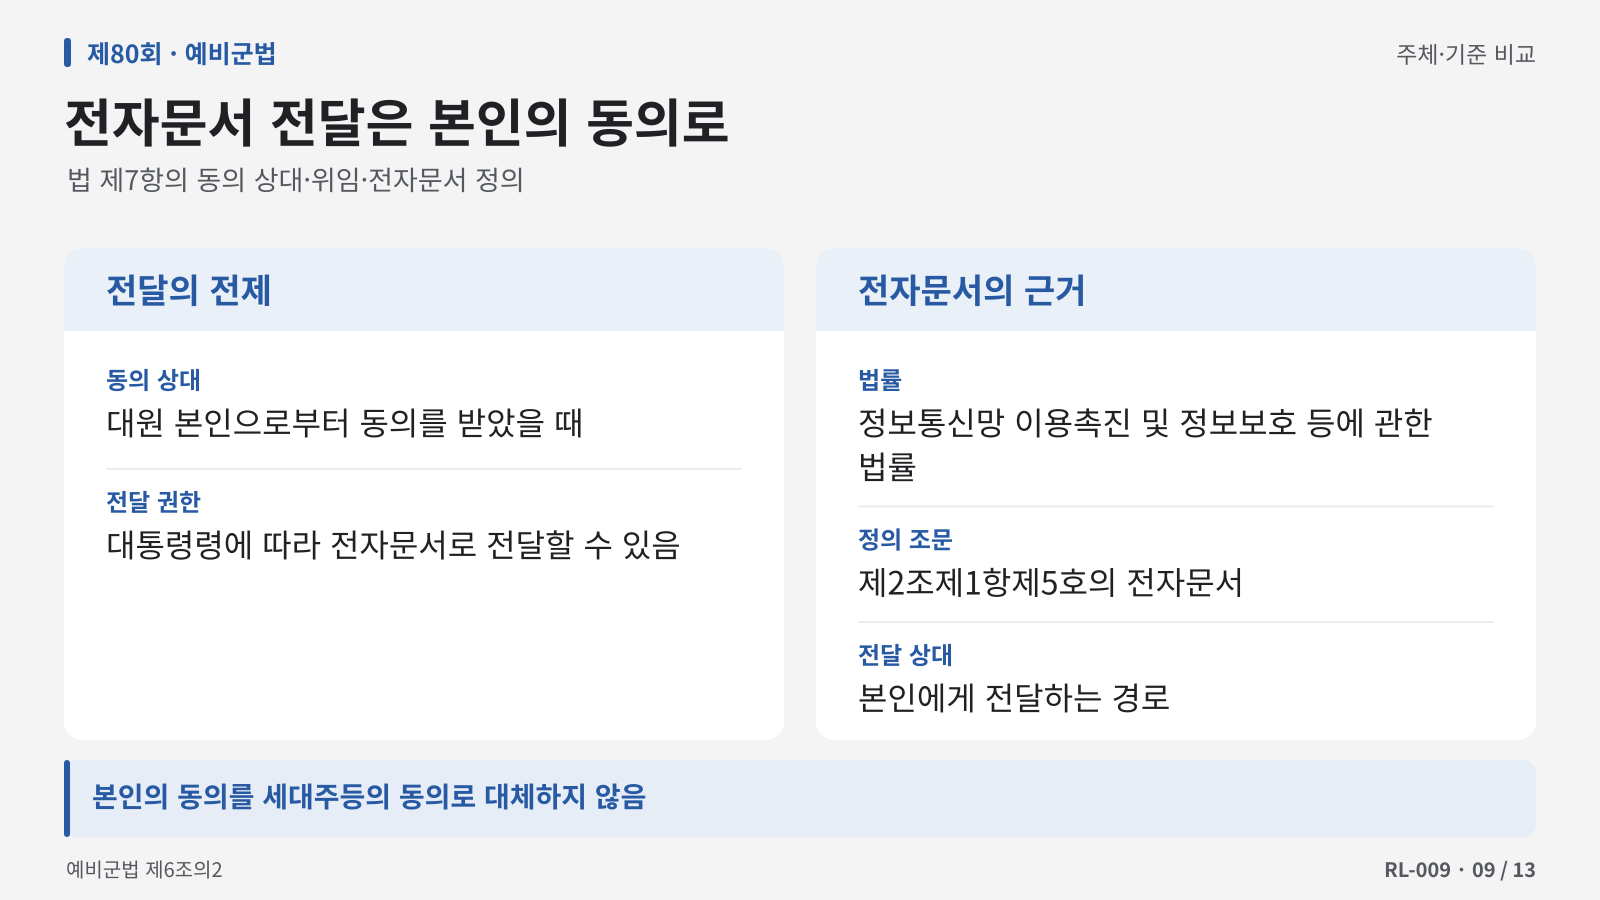 제80회 · 예비군법
주체·기준 비교
전자문서 전달은 본인의 동의로
법 제7항의 동의 상대·위임·전자문서 정의
전달의 전제
동의 상대
대원 본인으로부터 동의를 받았을 때
전달 권한
대통령령에 따라 전자문서로 전달할 수 있음
전자문서의 근거
법률
정보통신망 이용촉진 및 정보보호 등에 관한
법률
정의 조문
제2조제1항제5호의 전자문서
전달 상대
본인에게 전달하는 경로
본인의 동의를 세대주등의 동의로 대체하지 않음
예비군법 제6조의2
RL-009 · 09 / 13